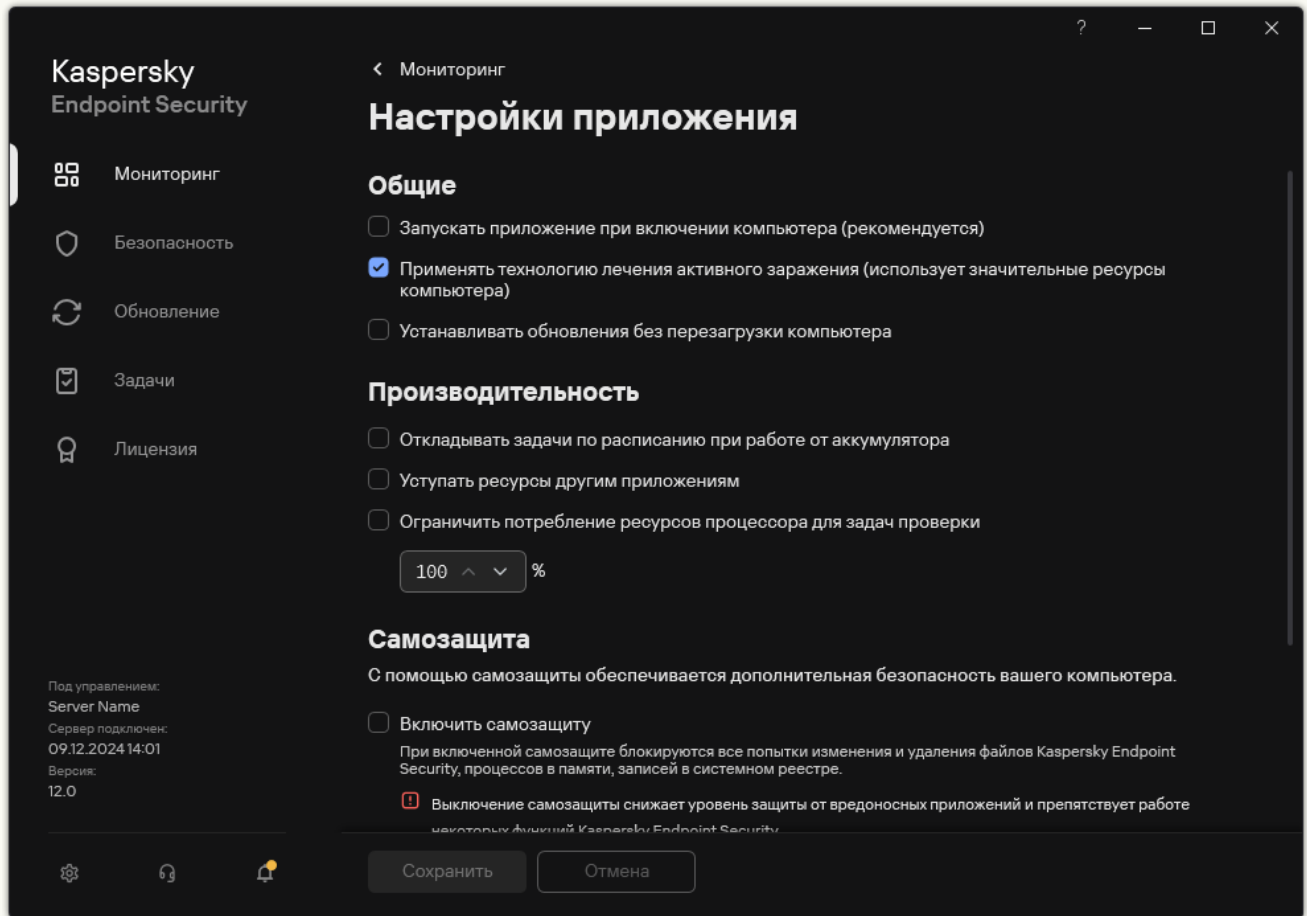 ?
Kaspersky
Endpoint Security
Мониторинг
Безопасность
Обновление
Задачи
Лицензия
Под управлением:
Server Name
Сервер подключен:
09.12.2024 14:01
Версия:
12.0
Мониторинг
Настройки приложения
Общие
Запускать приложение при включении компьютера (рекомендуется)
Применять технологию лечения активного заражения (использует значительные ресурсы
компьютера)
Устанавливать обновления без перезагрузки компьютера
Производительность
Откладывать задачи по расписанию при работе от аккумулятора
Уступать ресурсы другим приложениям
Ограничить потребление ресурсов процессора для задач проверки
100 %
Самозащита
С помощью самозащиты обеспечивается дополнительная безопасность вашего компьютера.
Включить самозащиту
При включенной самозащите блокируются все попытки изменения и удаления файлов Kaspersky Endpoint
Security, процессов в памяти, записей в системном реестре.
Выключение самозащиты снижает уровень защиты от вредоносных приложений и препятствует работе
некоторых функций Kaspersky Endpoint Security
Сохранить
Отмена